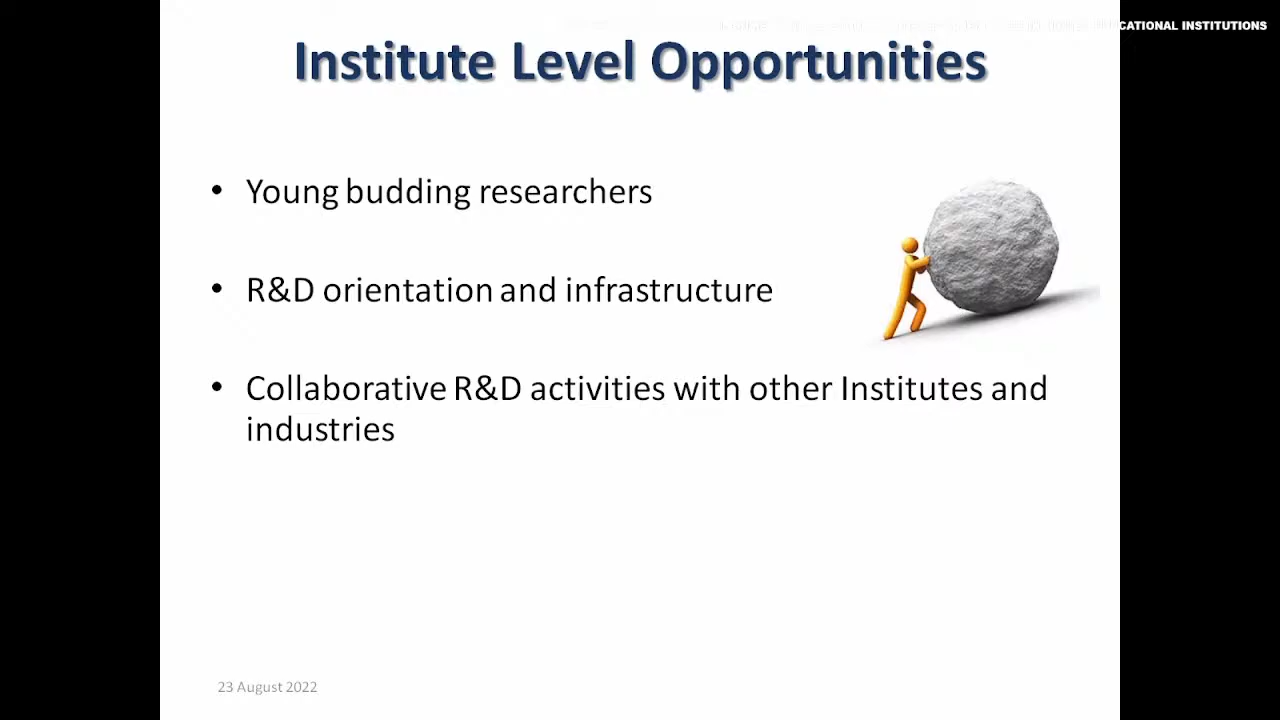 CATIONAL INSTITUTIONS
Institute Level Opportunities
• Young budding researchers
• R&D orientation and infrastructure
• Collaborative R&D activities with other Institutes and
industries
23 August 2022